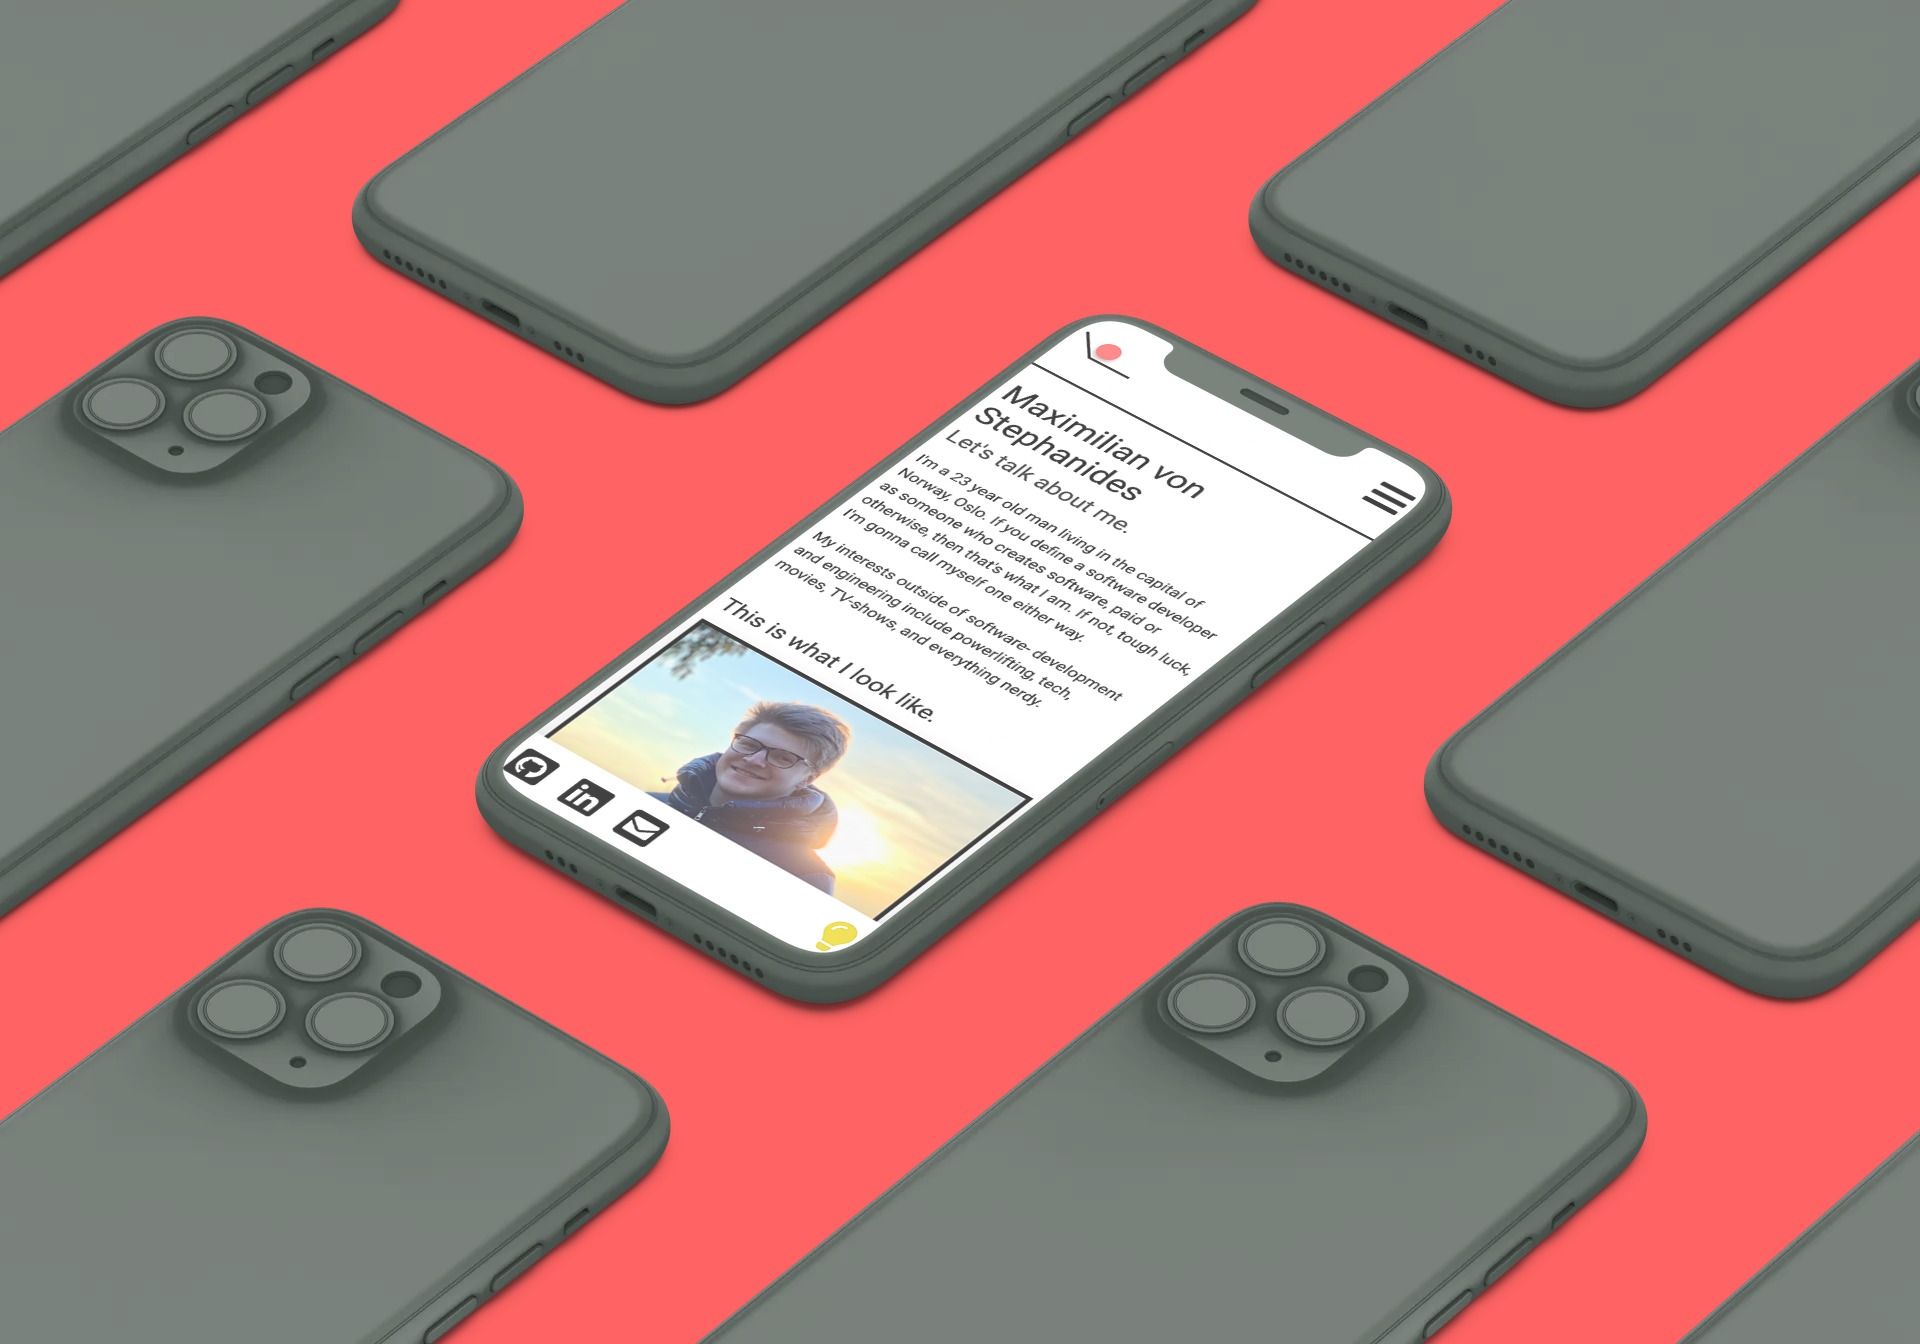 Maximilian von
Stephanides
Let's talk about me.
I'm a 23 year old man living in the capital of
Norway, Oslo. If you define a software developer
as someone who creates software, paid or
otherwise, then that's what I am. If not, tough luck,
I'm gonna call myself one either way.
My interests outside of software- development
and engineering include powerlifting, tech,
movies, TV-shows, and everything nerdy.
This is what I look like.
in